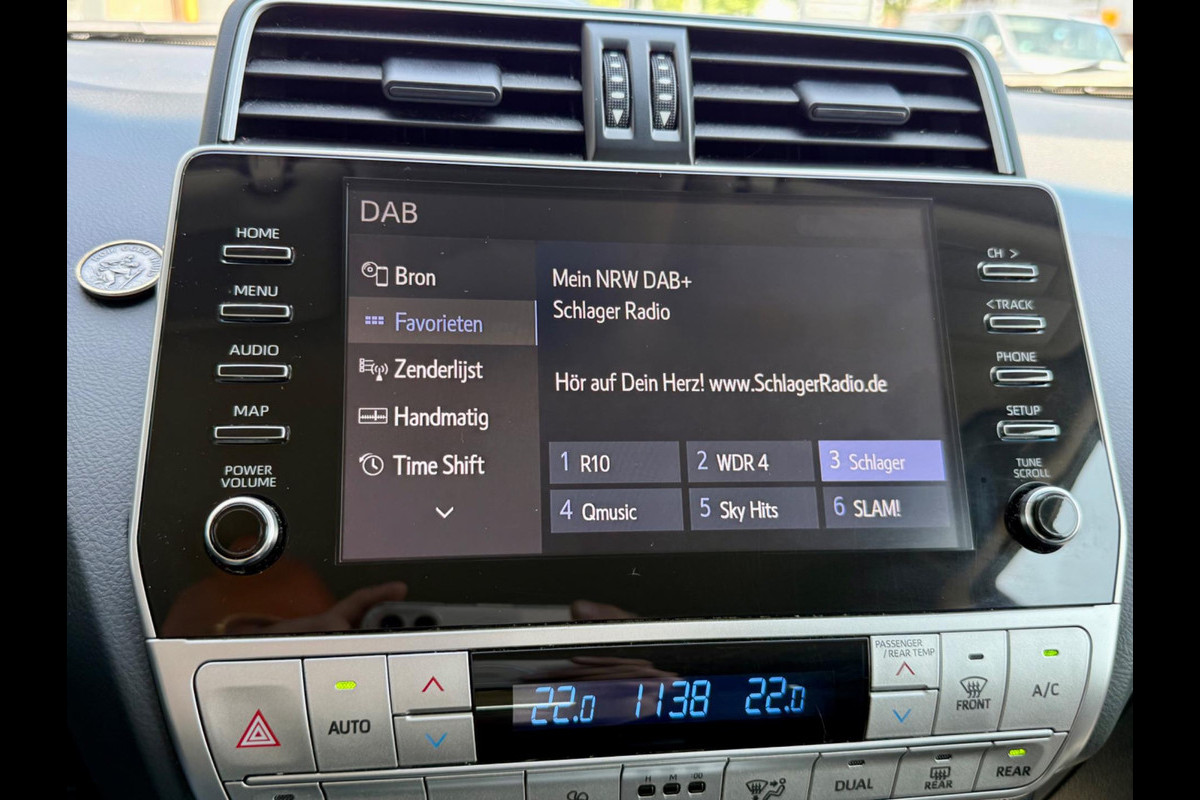 DAB
HOME
MENU
AUDIO
MAP
POWER
VOLUME
Bron
Favorieten
Zenderlijst
Handmatig
Time Shift
Mein NRW DAB+
Schlager Radio
Hör auf Dein Herz! www.SchlagerRadio.de
1 R10
2 WDR 4
3 Schlager
4 Qmusic
5 Sky Hits
6 SLAM!
CH >
<TRACK
PHONE
SETUP
TUNE
SCROLL
AUTO
22.0
1138
22.0
PASSENGER
/REAR TEMP
FRONT
A/C
H M :00
DUAL
REAR
REAR